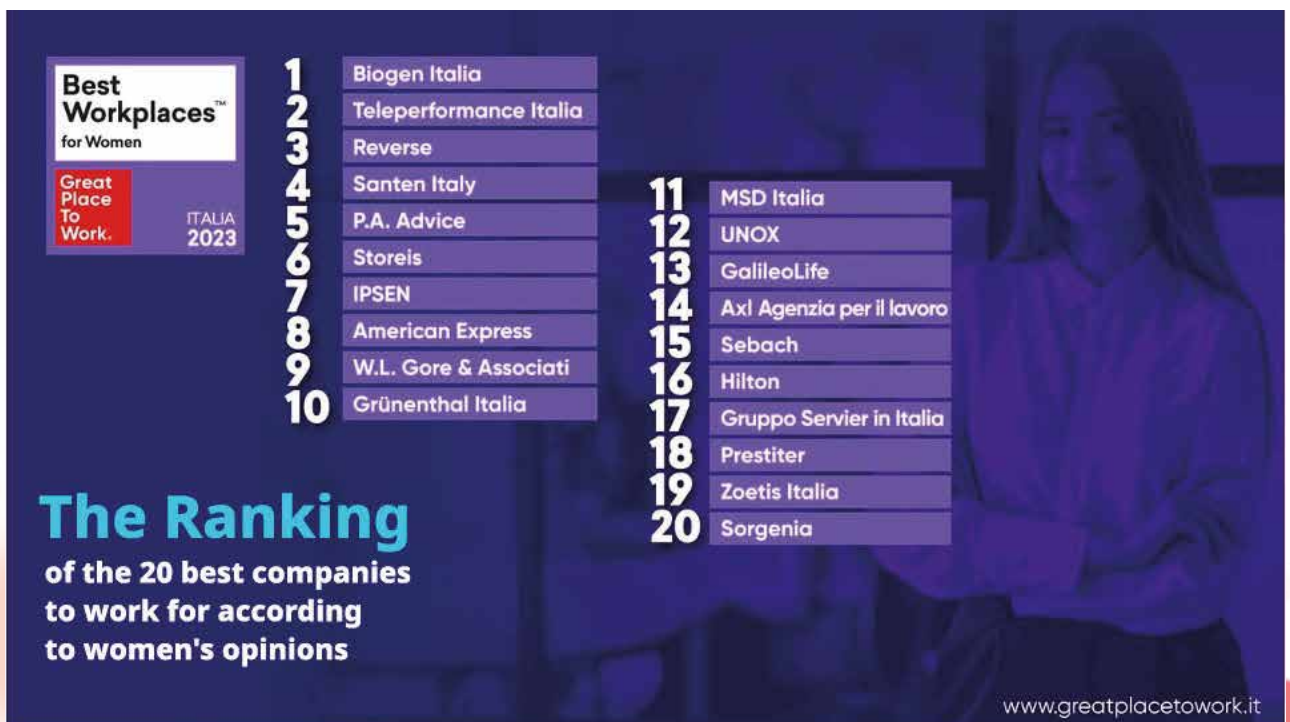 Best
Workplaces™
for Women
Great
Place
To
Work.
ITALIA
2023
1 Biogen Italia
2 Teleperformance Italia
3 Reverse
4 Santen Italy
5 P.A. Advice
6 Storeis
7 IPSEN
8 American Express
9 W.L. Gore & Associati
10 Grünenthal Italia
11 MSD Italia
12 UNOX
13 GalileoLife
14 Axl Agenzia per il lavoro
15 Sebach
16 Hilton
17 Gruppo Servier in Italia
18 Prestiter
19 Zoetis Italia
20 Sorgenia
The Ranking
of the 20 best companies
to work for according
to women's opinions
www.greatplacetowork.it